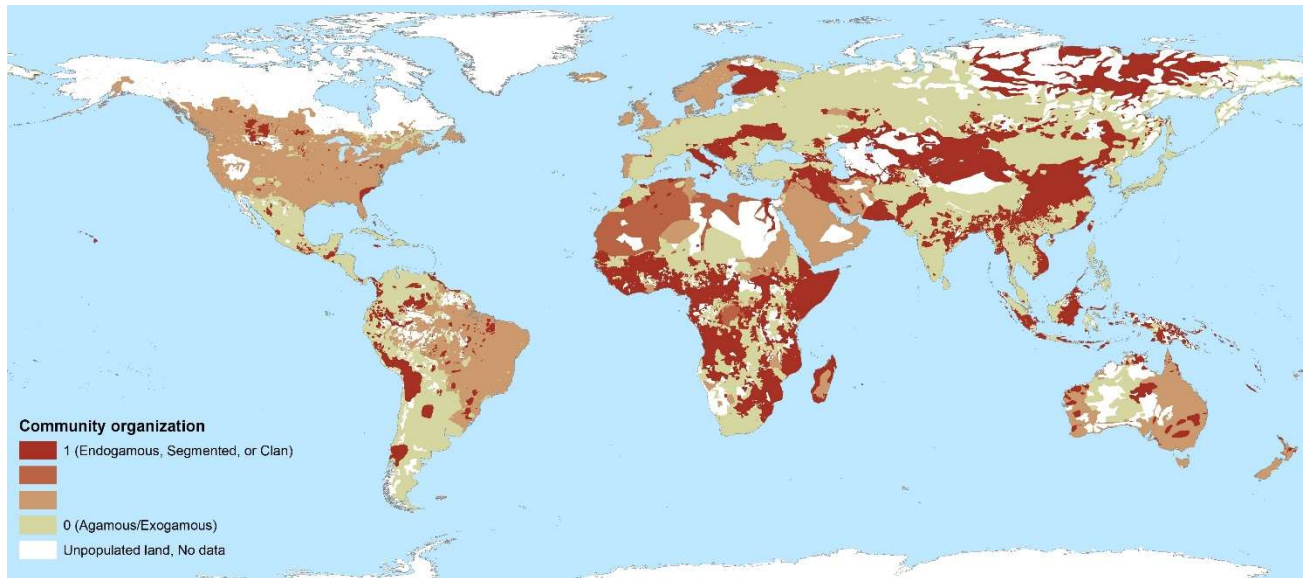 Community organization
1 (Endogamous, Segmented, or Clan)
0 (Agamous/Exogamous)
Unpopulated land, No data